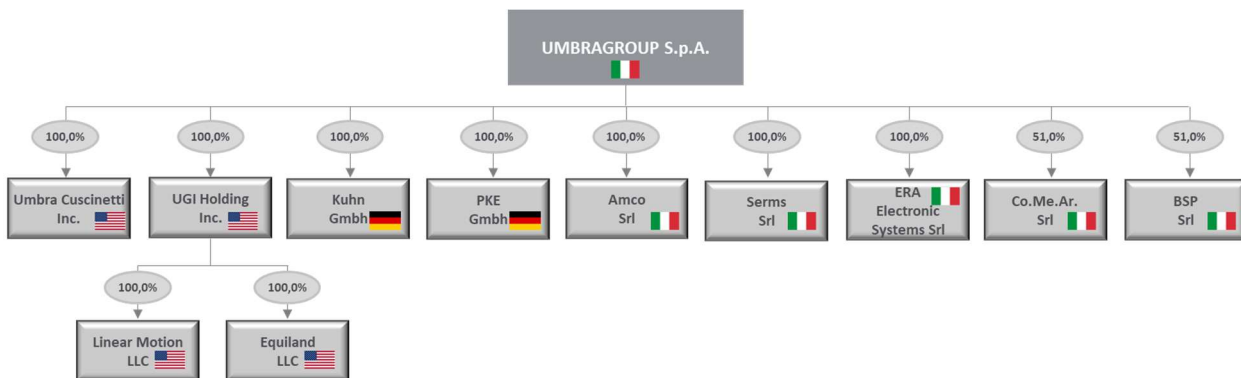 UMBRAGROUP S.p.A.
100,0%
100,0%
100,0%
100,0%
100,0%
100,0%
100,0%
51,0%
51,0%
Umbra Cuscinetti
Inc.
UGI Holding
Inc.
Kuhn
Gmbh
PKE
Gmbh
Amco
Srl
Serms
Srl
ERA
Electronic
Systems Srl
Co.Me.Ar.
Srl
BSP
Srl
100,0%
100,0%
Linear Motion
LLC
Equiland
LLC